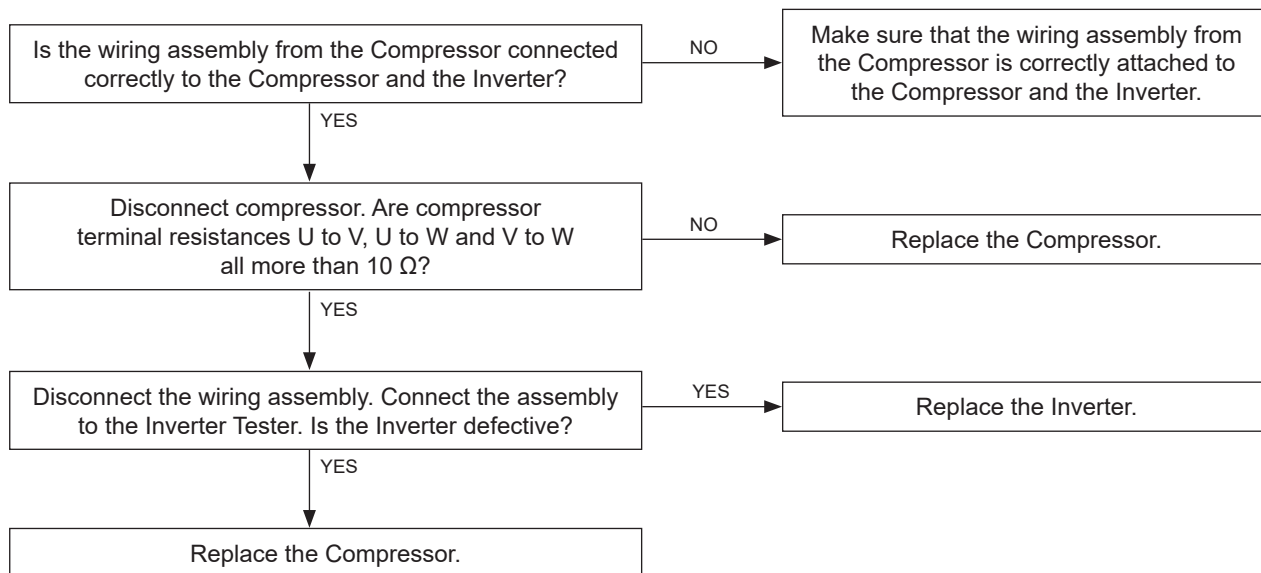 Is the wiring assembly from the Compressor connected
correctly to the Compressor and the Inverter?
NO
Make sure that the wiring assembly from
the Compressor is correctly attached to
the Compressor and the Inverter.
YES
Disconnect compressor. Are compressor
terminal resistances U to V, U to W and V to W
all more than 10 Ω?
NO
Replace the Compressor.
YES
Disconnect the wiring assembly. Connect the assembly
to the Inverter Tester. Is the Inverter defective?
YES
Replace the Inverter.
YES
Replace the Compressor.